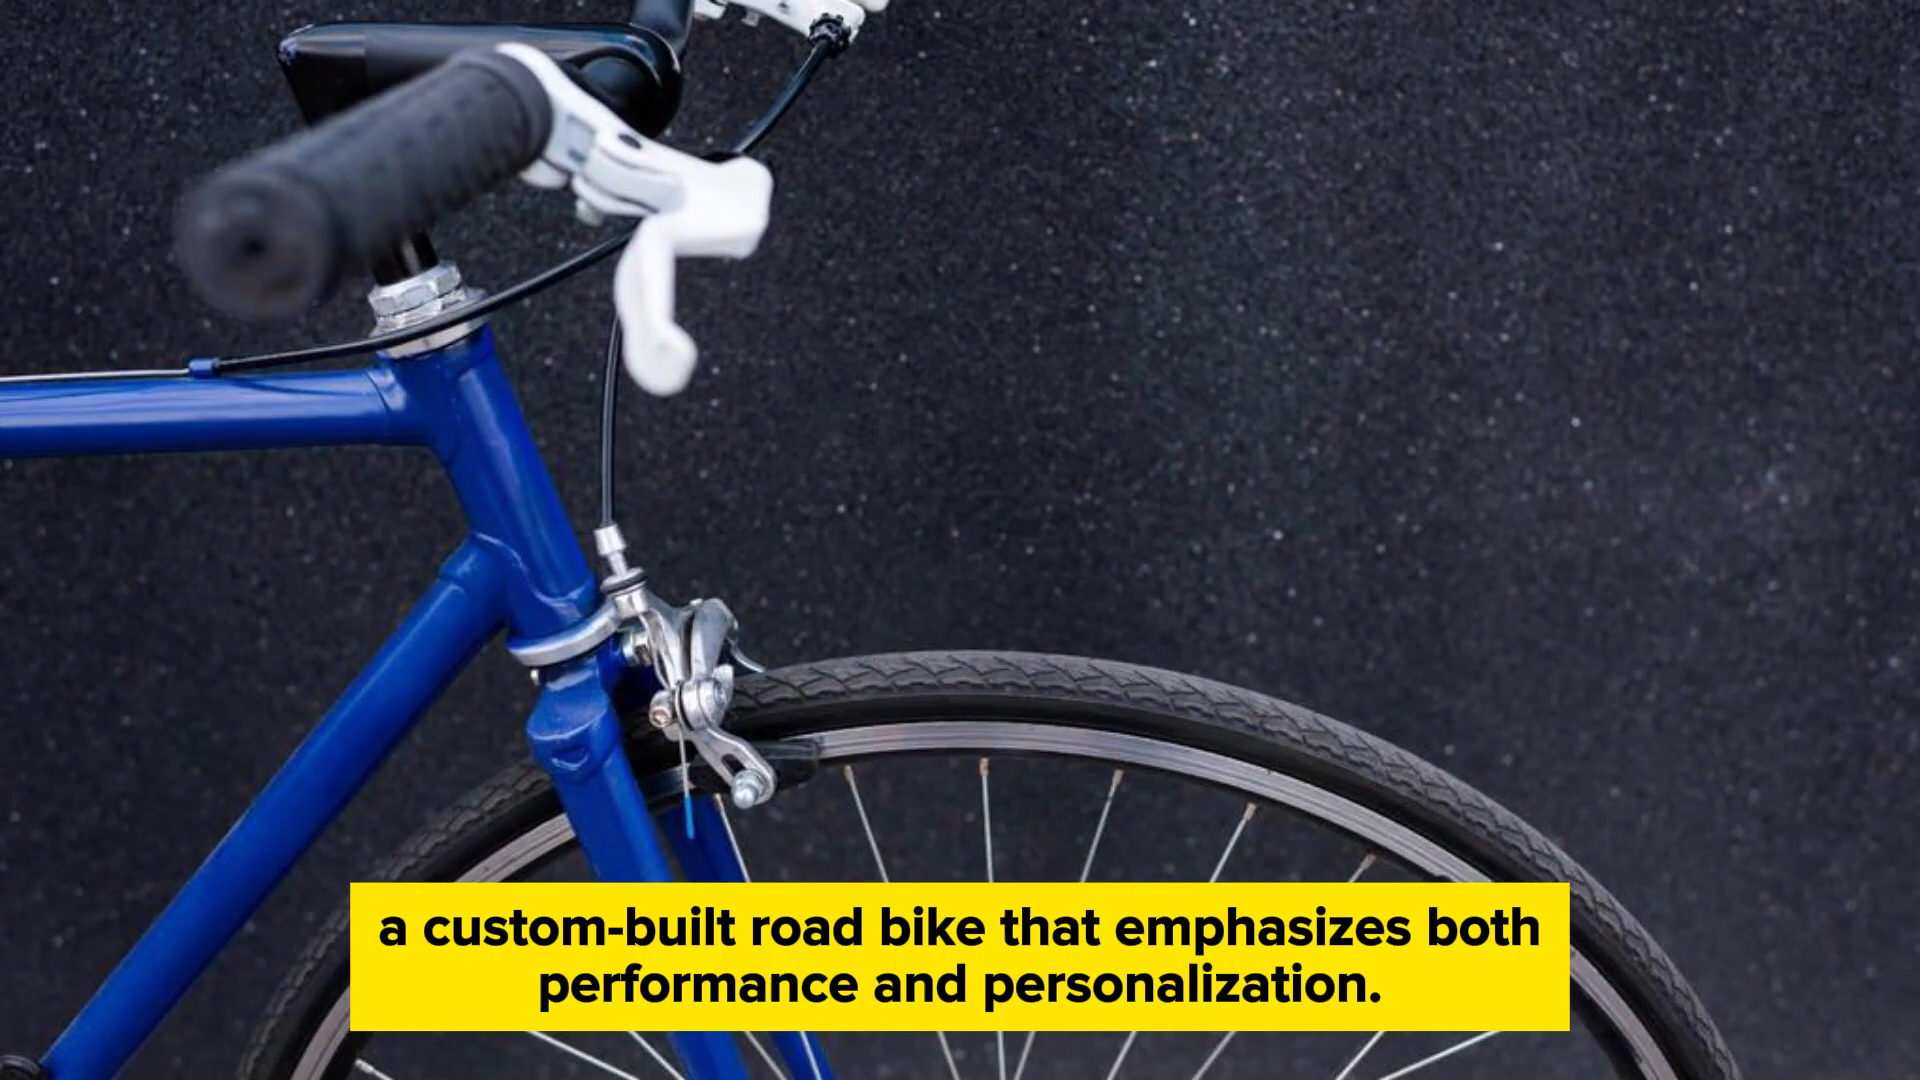 a custom-built road bike that emphasizes both
performance and personalization.